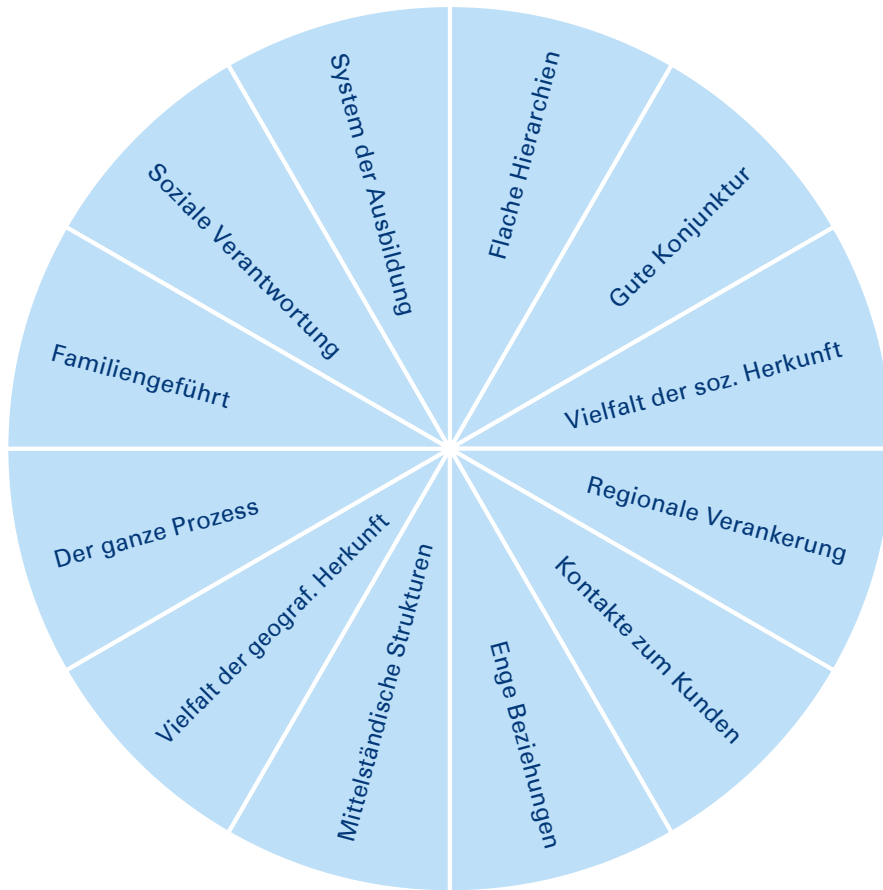 Flache Hierarchien
Gute Konjunktur
Vielfalt der soz. Herkunft
Regionale Verankerung
Kontakte zum Kunden
Enge Beziehungen
Mittelständische Strukturen
Vielfalt der geograf. Herkunft
Der ganze Prozess
Familiengeführt
Soziale Verantwortung
System der Ausbildung